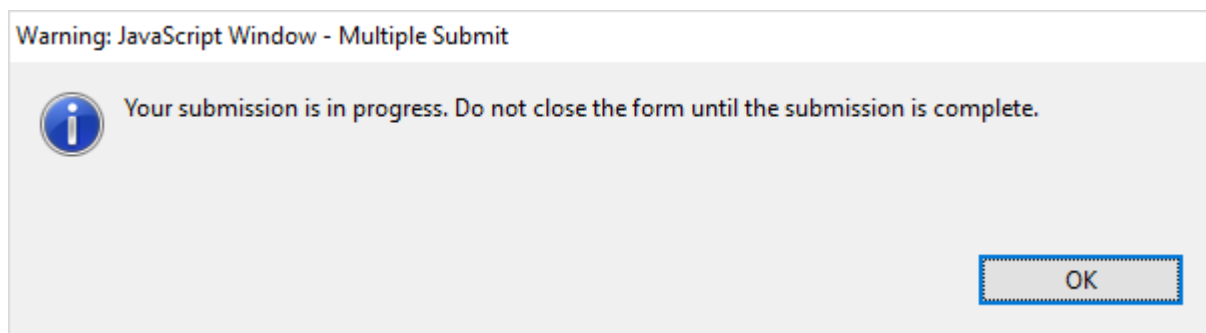 Warning: JavaScript Window - Multiple Submit
Your submission is in progress. Do not close the form until the submission is complete.
OK